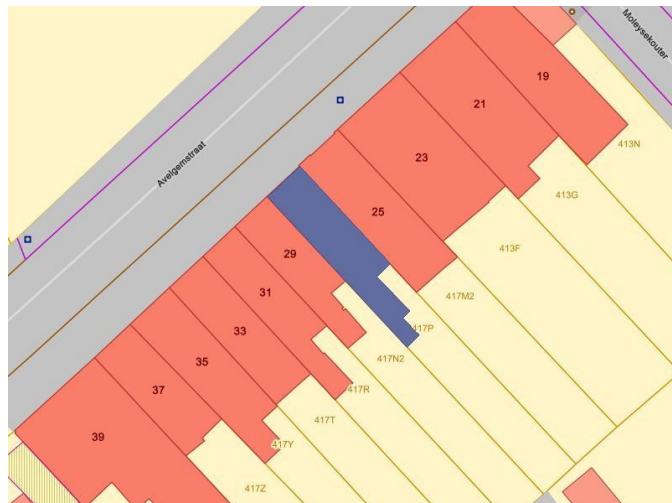 Moleysekouter
19
21
413N
Avelgemstraat
23
413G
25
413F
29
31
417M2
33
417P
35
417N2
37
417R
417T
39
417Y
417Z